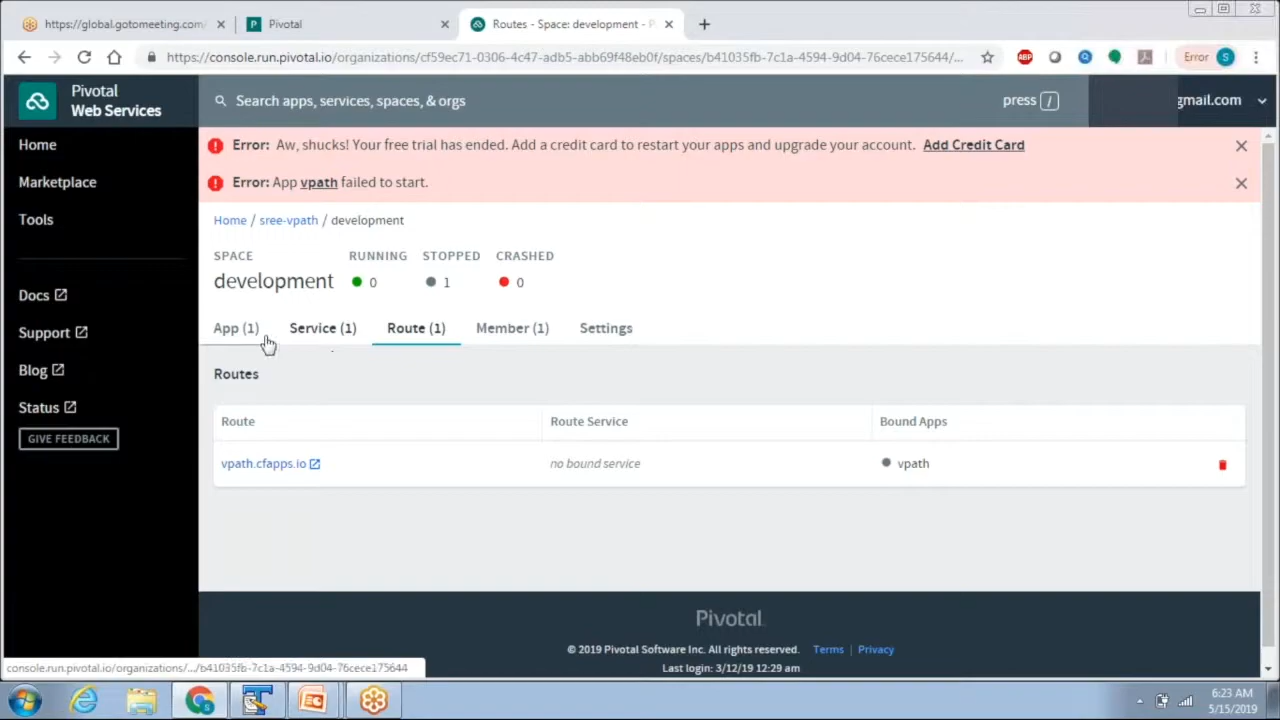 https://global.gotomeeting.com/
Pivotal
Routes - Space: development - P
https://console.run.pivotal.io/organizations/cf59ec71-0306-4c47-adb5-abb69f48eb0f/spaces/b41035fb-7c1a-4594-9d04-76cece175644/...
ABP
Error S
Pivotal
Web Services
Search apps, services, spaces, & orgs
press /
gmail.com
Home
Marketplace
Tools
Docs
Support
Blog
Status
GIVE FEEDBACK
Error: Aw, shucks! Your free trial has ended. Add a credit card to restart your apps and upgrade your account. Add Credit Card
Error: App vpath failed to start.
Home / sree-vpath / development
SPACE RUNNING STOPPED CRASHED
development 0 1 0
App (1) Service (1) Route (1) Member (1) Settings
Routes
Route Route Service Bound Apps
vpath.cfapps.io no bound service vpath
Pivotal
© 2019 Pivotal Software Inc. All rights reserved. Terms | Privacy
Last login: 3/12/19 12:29 am
console.run.pivotal.io/organizations/.../b41035fb-7c1a-4594-9d04-76cece175644
6:23 AM
5/15/2019